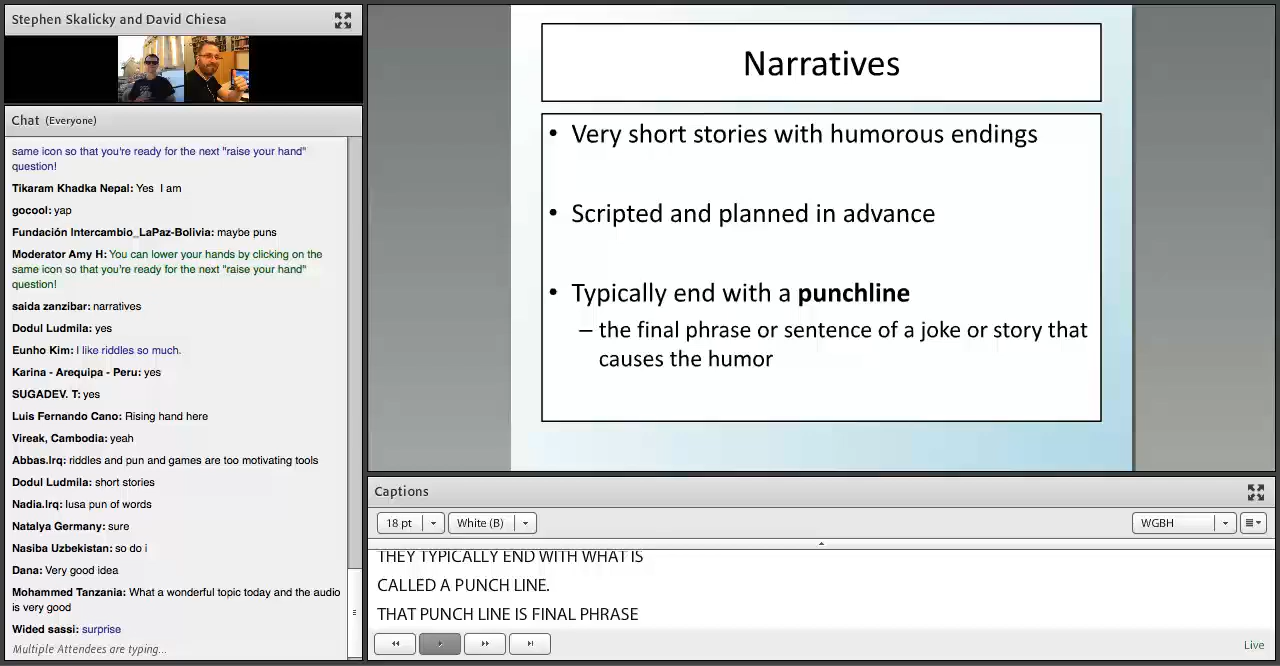 Stephen Skalicky and David Chiesa
Chat (Everyone)
same icon so that you're ready for the next "raise your hand"
question!
Tikaram Khadka Nepal: Yes I am
gocool: yap
Fundación Intercambio_LaPaz-Bolivia: maybe puns
Moderator Amy H: You can lower your hands by clicking on the
same icon so that you're ready for the next "raise your hand"
question!
saida zanzibar: narratives
Dodul Ludmila: yes
Eunho Kim: I like riddles so much.
Karina - Arequipa - Peru: yes
SUGADEV. T: yes
Luis Fernando Cano: Rising hand here
Vireak, Cambodia: yeah
Abbas.Irq: riddles and pun and games are too motivating tools
Dodul Ludmila: short stories
Nadia.Irq: Iusa pun of words
Natalya Germany: sure
Nasiba Uzbekistan: so do i
Dana: Very good idea
Mohammed Tanzania: What a wonderful topic today and the audio
is very good
Wided sassi: surprise
Multiple Attendees are typing...
Narratives
• Very short stories with humorous endings
• Scripted and planned in advance
• Typically end with a punchline
– the final phrase or sentence of a joke or story that
causes the humor
Captions
18 pt White (B) WGBH
THEY TYPICALLY END WITH WHAT IS
CALLED A PUNCH LINE.
THAT PUNCH LINE IS FINAL PHRASE
Live